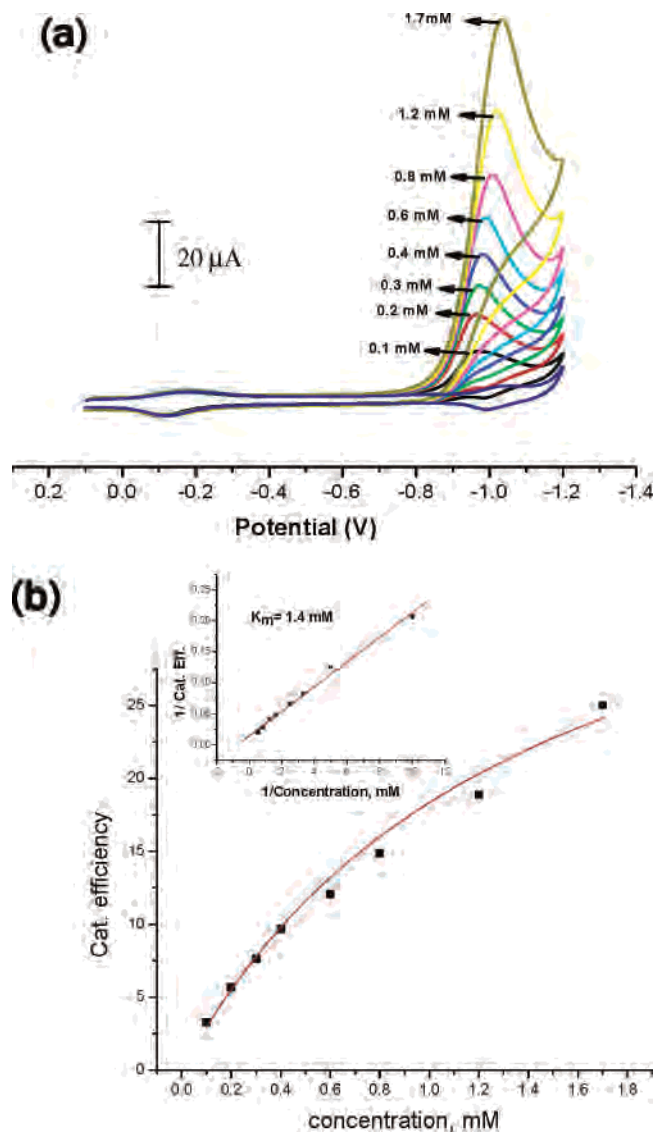 (a)
1.7mM
1.2 mM
0.8 mM
0.6 mM
0.4 mM
0.3 mM
0.2 mM
0.1 mM
20 µA
0.2 0.0 -0.2 -0.4 -0.6 -0.8 -1.0 -1.2 -1.4
Potential (V)
(b)
Km= 1.4 mM
1/ Cat. Eff.
1/Concentration, mM
25
20
15
10
5
0
Cat. efficiency
0.0 0.2 0.4 0.6 0.8 1.0 1.2 1.4 1.6 1.8
concentration, mM